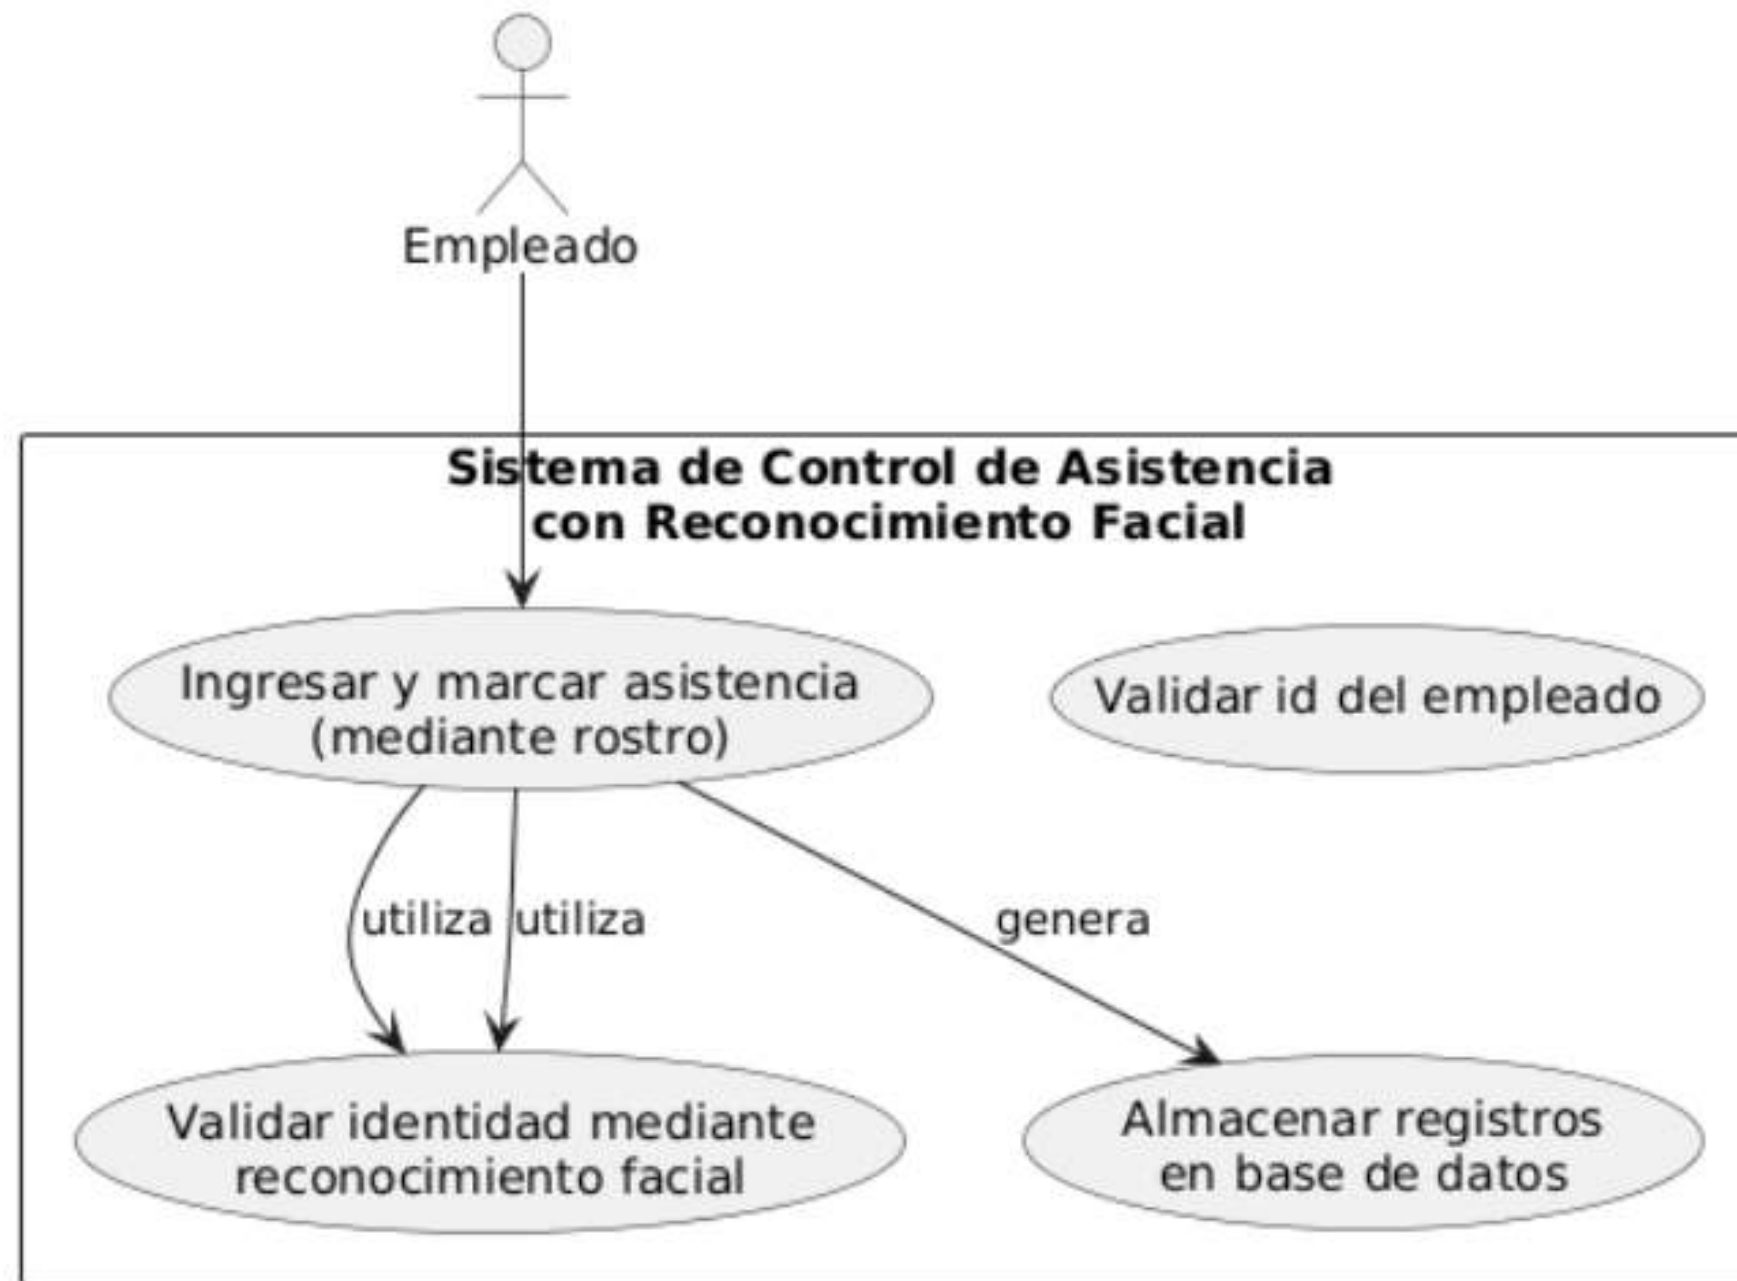 Empleado
Sistema de Control de Asistencia
con Reconocimiento Facial
Ingresar y marcar asistencia
(mediante rostro)
Validar id del empleado
utiliza
utiliza
genera
Validar identidad mediante
reconocimiento facial
Almacenar registros
en base de datos